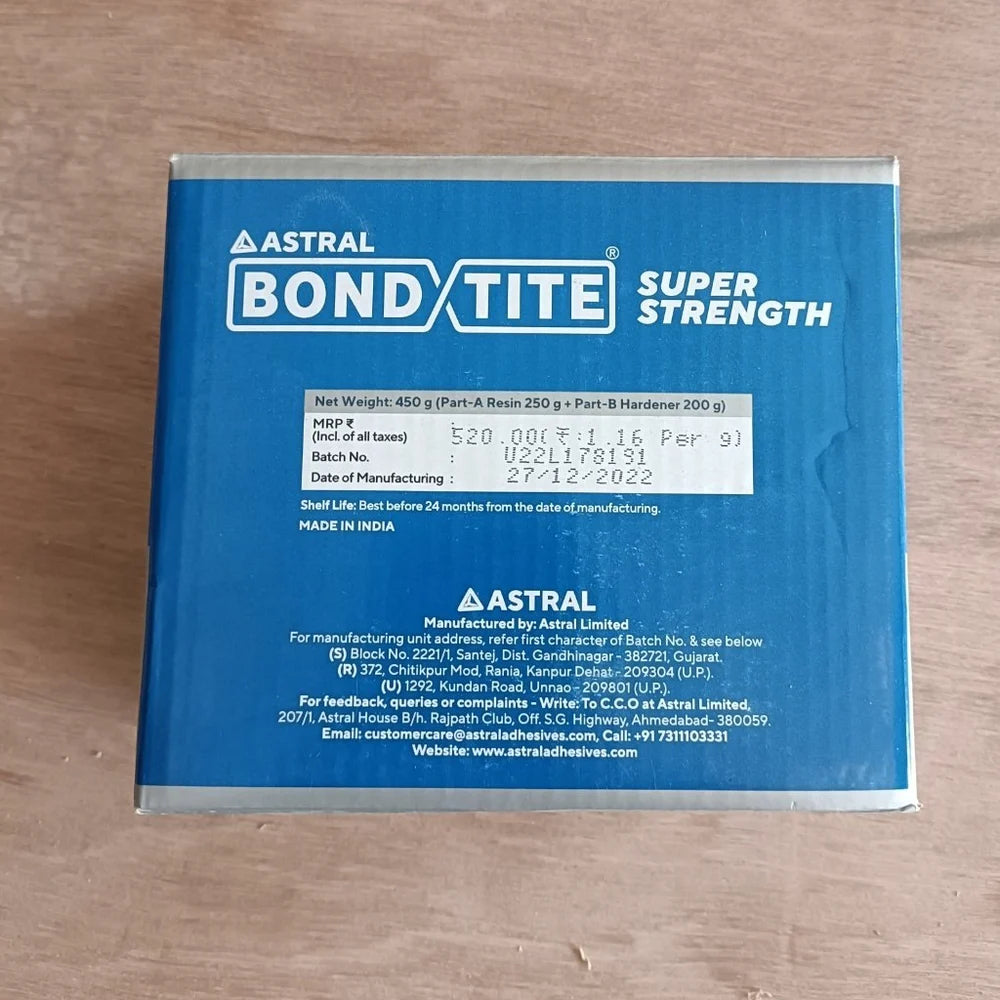 ASTRAL
BOND TITE ®
SUPER
STRENGTH
Net Weight: 450 g (Part-A Resin 250 g + Part-B Hardener 200 g)
MRP ₹
(Incl. of all taxes) : 520.00(₹:1.16 Per g)
Batch No. : U22L1781S1
Date of Manufacturing : 27/12/2022
Shelf Life: Best before 24 months from the date of manufacturing.
MADE IN INDIA
ASTRAL
Manufactured by: Astral Limited
For manufacturing unit address, refer first character of Batch No. & see below
(S) Block No. 2221/1, Santej, Dist. Gandhinagar - 382721, Gujarat.
(R) 372, Chitikpur Mod, Rania, Kanpur Dehat - 209304 (U.P.).
(U) 1292, Kundan Road, Unnao - 209801 (U.P.).
For feedback, queries or complaints - Write: To C.C.O at Astral Limited,
207/1, Astral House B/h. Rajpath Club, Off. S.G. Highway, Ahmedabad- 380059.
Email: customercare@astraladhesives.com, Call: +91 7311103331
Website: www.astraladhesives.com